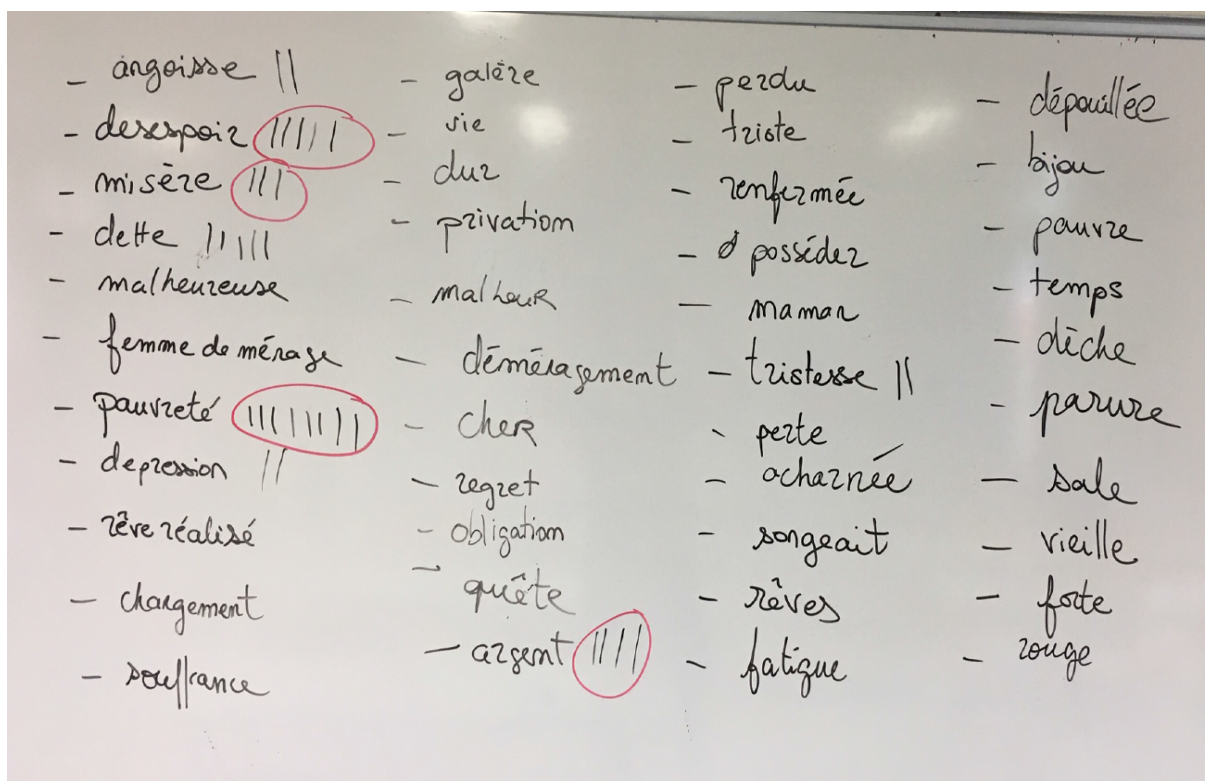 - angoisse ||
- desespoir |||||
- misère |||
- dette |||||
- malheureuse
- femme de ménage
- pauvreté ||||||||
- depression ||
- rêve réalisé
- changement
- souffrance
- galère
- vie
- dur
- privation
- malheur
- déménagement
- cher
- regret
- obligation
- quête
- argent ||||
- perdu
- triste
- renfermée
- posséder
- maman
- tristesse ||
- perte
- acharnée
- songeait
- rêves
- fatigue
- dépouillée
- bijou
- pauvre
- temps
- dèche
- parure
- sale
- vieille
- forte
- rouge